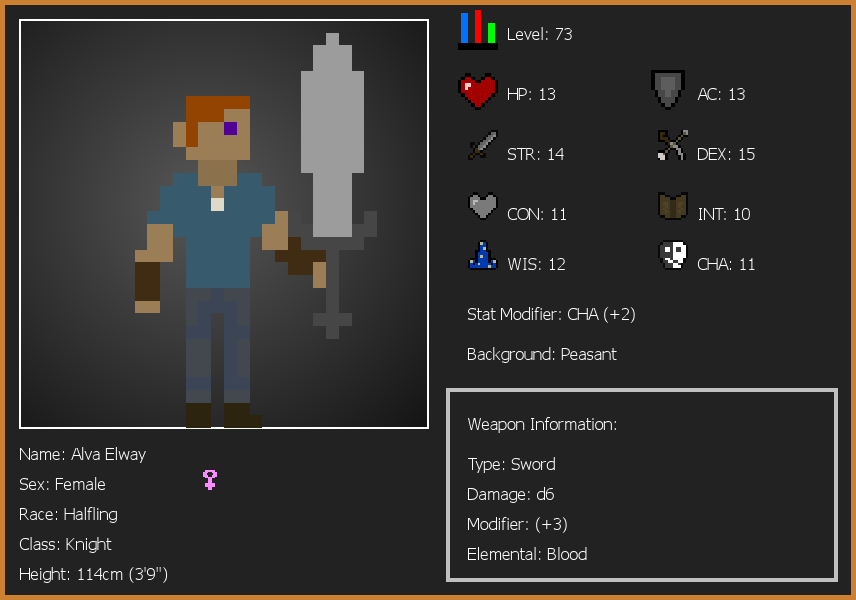 Level: 73
HP: 13
AC: 13
STR: 14
DEX: 15
CON: 11
INT: 10
WIS: 12
CHA: 11
Stat Modifier: CHA (+2)
Background: Peasant
Weapon Information:
Type: Sword
Damage: d6
Modifier: (+3)
Elemental: Blood
Name: Alva Elway
Sex: Female
Race: Halfling
Class: Knight
Height: 114cm (3'9")